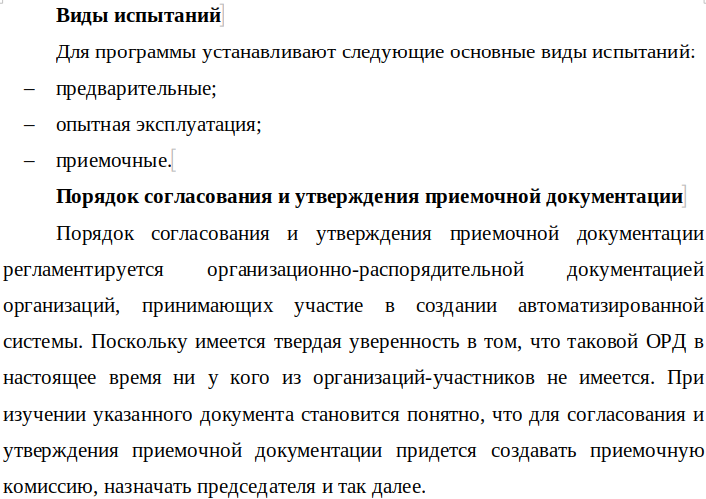 Виды испытаний
Для программы устанавливают следующие основные виды испытаний:
– предварительные;
– опытная эксплуатация;
– приемочные.
Порядок согласования и утверждения приемочной документации
Порядок согласования и утверждения приемочной документации
регламентируется организационно-распорядительной документацией
организаций, принимающих участие в создании автоматизированной
системы. Поскольку имеется твердая уверенность в том, что таковой ОРД в
настоящее время ни у кого из организаций-участников не имеется. При
изучении указанного документа становится понятно, что для согласования и
утверждения приемочной документации придется создавать приемочную
комиссию, назначать председателя и так далее.